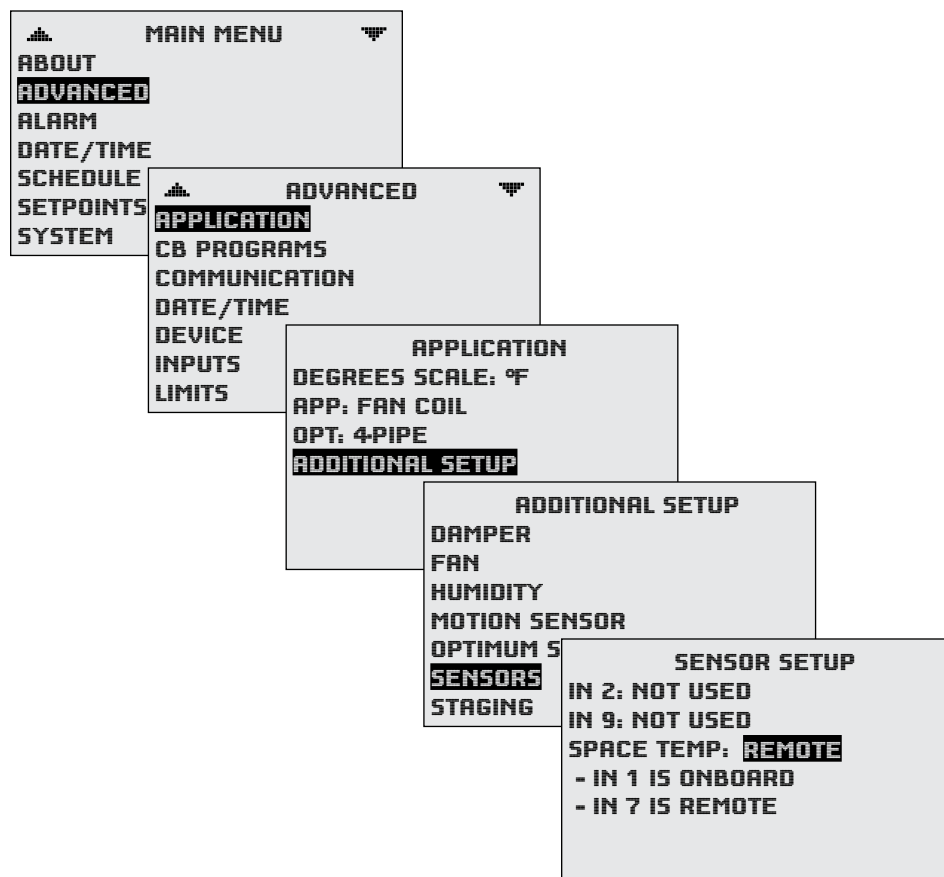 MAIN MENU
ABOUT
ADVANCED
ALARM
DATE/TIME
SCHEDULE
SETPOINTS
SYSTEM
ADVANCED
APPLICATION
CB PROGRAMS
COMMUNICATION
DATE/TIME
DEVICE
INPUTS
LIMITS
APPLICATION
DEGREES SCALE: °F
APP: FAN COIL
OPT: 4-PIPE
ADDITIONAL SETUP
ADDITIONAL SETUP
DAMPER
FAN
HUMIDITY
MOTION SENSOR
OPTIMUM S
SENSORS
STAGING
SENSOR SETUP
IN 2: NOT USED
IN 9: NOT USED
SPACE TEMP: REMOTE
- IN 1 IS ONBOARD
- IN 7 IS REMOTE